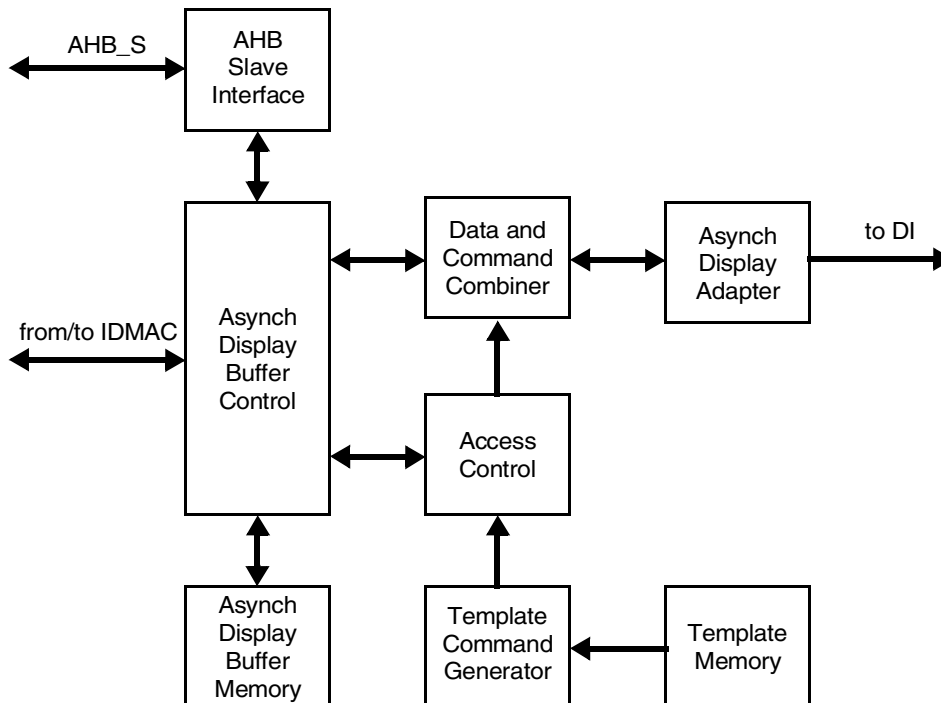 AHB_S
AHB
Slave
Interface
Data and
Command
Combiner
Asynch
Display
Adapter
to DI
from/to IDMAC
Asynch
Display
Buffer
Control
Access
Control
Asynch
Display
Buffer
Memory
Template
Command
Generator
Template
Memory